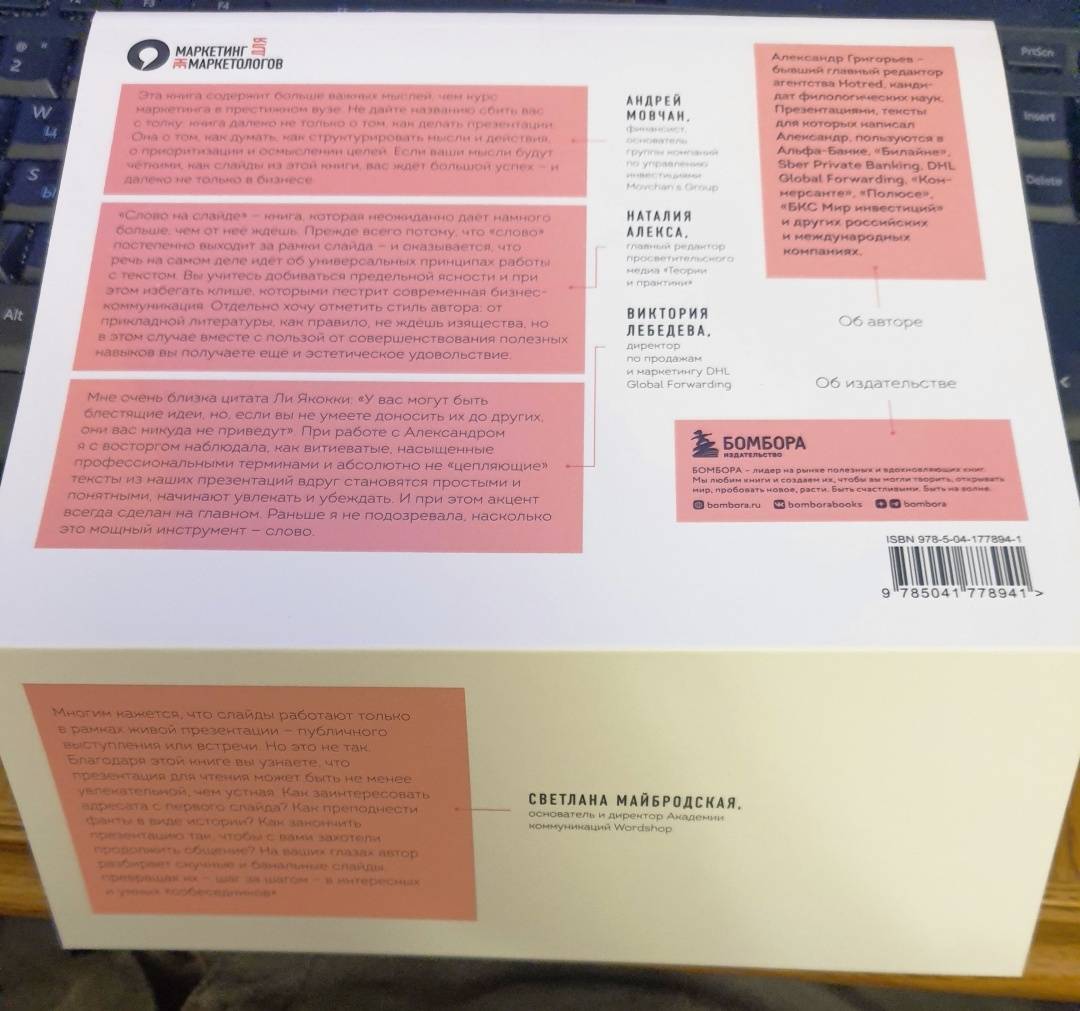 МАРКЕТИНГ
ДЛЯ
НЕ МАРКЕТОЛОГОВ
Эта книга содержит больше важных мыслей, чем курс
маркетинга в престижном вузе. Не дайте названию сбить вас
с толку: книга далеко не только о том, как делать презентации.
Она о том, как думать, как структурировать мысли и действия,
о приоритизации и осмыслении целей. Если ваши мысли будут
чёткими, как слайды из этой книги, вас ждёт большой успех – и
далеко не только в бизнесе.
АНДРЕЙ
МОВЧАН,
финансист,
основатель
группы компаний
по управлению
инвестициями
Movchan's Group
«Слово на слайде» – книга, которая неожиданно даёт намного
больше, чем от неё ждёшь. Прежде всего потому, что «слово»
постепенно выходит за рамки слайда – и оказывается, что
речь на самом деле идёт об универсальных принципах работы
с текстом. Вы учитесь добиваться предельной ясности и при
этом избегать клише, которыми пестрит современная бизнес-
коммуникация. Отдельно хочу отметить стиль автора: от
прикладной литературы, как правило, не ждёшь изящества, но
в этом случае вместе с пользой от совершенствования полезных
навыков вы получаете ещё и эстетическое удовольствие.
НАТАЛИЯ
АЛЕКСА,
главный редактор
просветительского
медиа «Теории
и практики»
Мне очень близка цитата Ли Якокки: «У вас могут быть
блестящие идеи, но, если вы не умеете доносить их до других,
они вас никуда не приведут». При работе с Александром
я с восторгом наблюдала, как витиеватые, насыщенные
профессиональными терминами и абсолютно не «цепляющие»
тексты из наших презентаций вдруг становятся простыми и
понятными, начинают увлекать и убеждать. И при этом акцент
всегда сделан на главном. Раньше я не подозревала, насколько
это мощный инструмент – слово.
ВИКТОРИЯ
ЛЕБЕДЕВА,
директор
по продажам
и маркетингу DHL
Global Forwarding
Александр Григорьев –
бывший главный редактор
агентства Hotred, канди-
дат филологических наук.
Презентациями, тексты
для которых написал
Александр, пользуются в
Альфа-Банке, «Билайне»,
Sber Private Banking, DHL
Global Forwarding, «Ком-
мерсанте», «Полюсе»,
«БКС Мир инвестиций»
и других российских
и международных
компаниях.
Об авторе
Об издательстве
БОМБОРА
ИЗДАТЕЛЬСТВО
БОМБОРА – лидер на рынке полезных и вдохновляющих книг.
Мы любим книги и создаем их, чтобы вы могли творить, открывать
мир, пробовать новое, расти. Быть счастливыми. Быть на волне.
bombora.ru bomborabooks bombora
ISBN 978-5-04-177894-1
9 785041 778941 >
Многим кажется, что слайды работают только
в рамках живой презентации – публичного
выступления или встречи. Но это не так.
Благодаря этой книге вы узнаете, что
презентация для чтения может быть не менее
увлекательной, чем устная. Как заинтересовать
адресата с первого слайда? Как преподнести
факты в виде истории? Как закончить
презентацию так, чтобы с вами захотели
продолжить общение? На ваших глазах автор
разбирает скучные и банальные слайды,
превращая их – шаг за шагом – в интересных
и умных собеседников
СВЕТЛАНА МАЙБРОДСКАЯ,
основатель и директор Академии
коммуникаций Wordshop
PrtScn
Insert
Delete
2
W
Ц
S
Ы
Alt